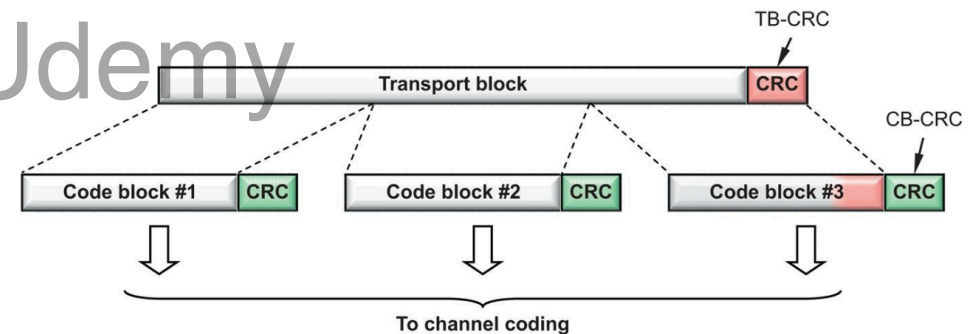 TB-CRC
Udemy
Transport block CRC
CB-CRC
Code block #1 CRC Code block #2 CRC Code block #3 CRC
To channel coding